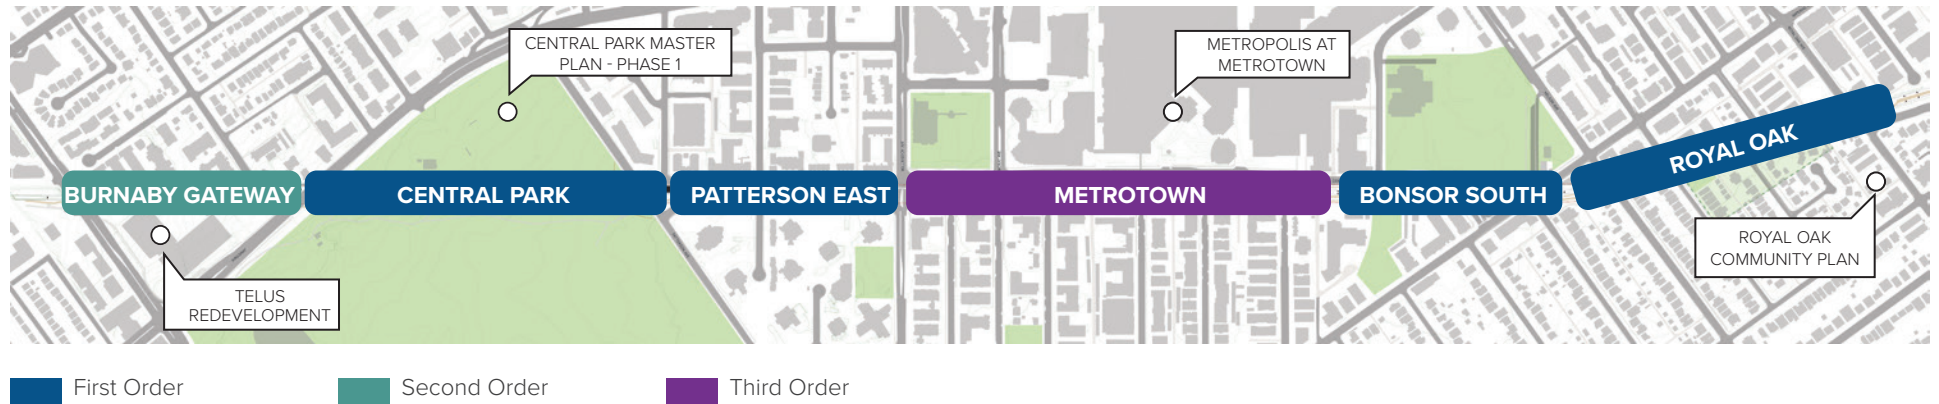 CENTRAL PARK MASTER
PLAN - PHASE 1
METROPOLIS AT
METROTOWN
BURNABY GATEWAY
CENTRAL PARK
PATTERSON EAST
METROTOWN
BONSOR SOUTH
ROYAL OAK
TELUS
REDEVELOPMENT
ROYAL OAK
COMMUNITY PLAN
First Order
Second Order
Third Order